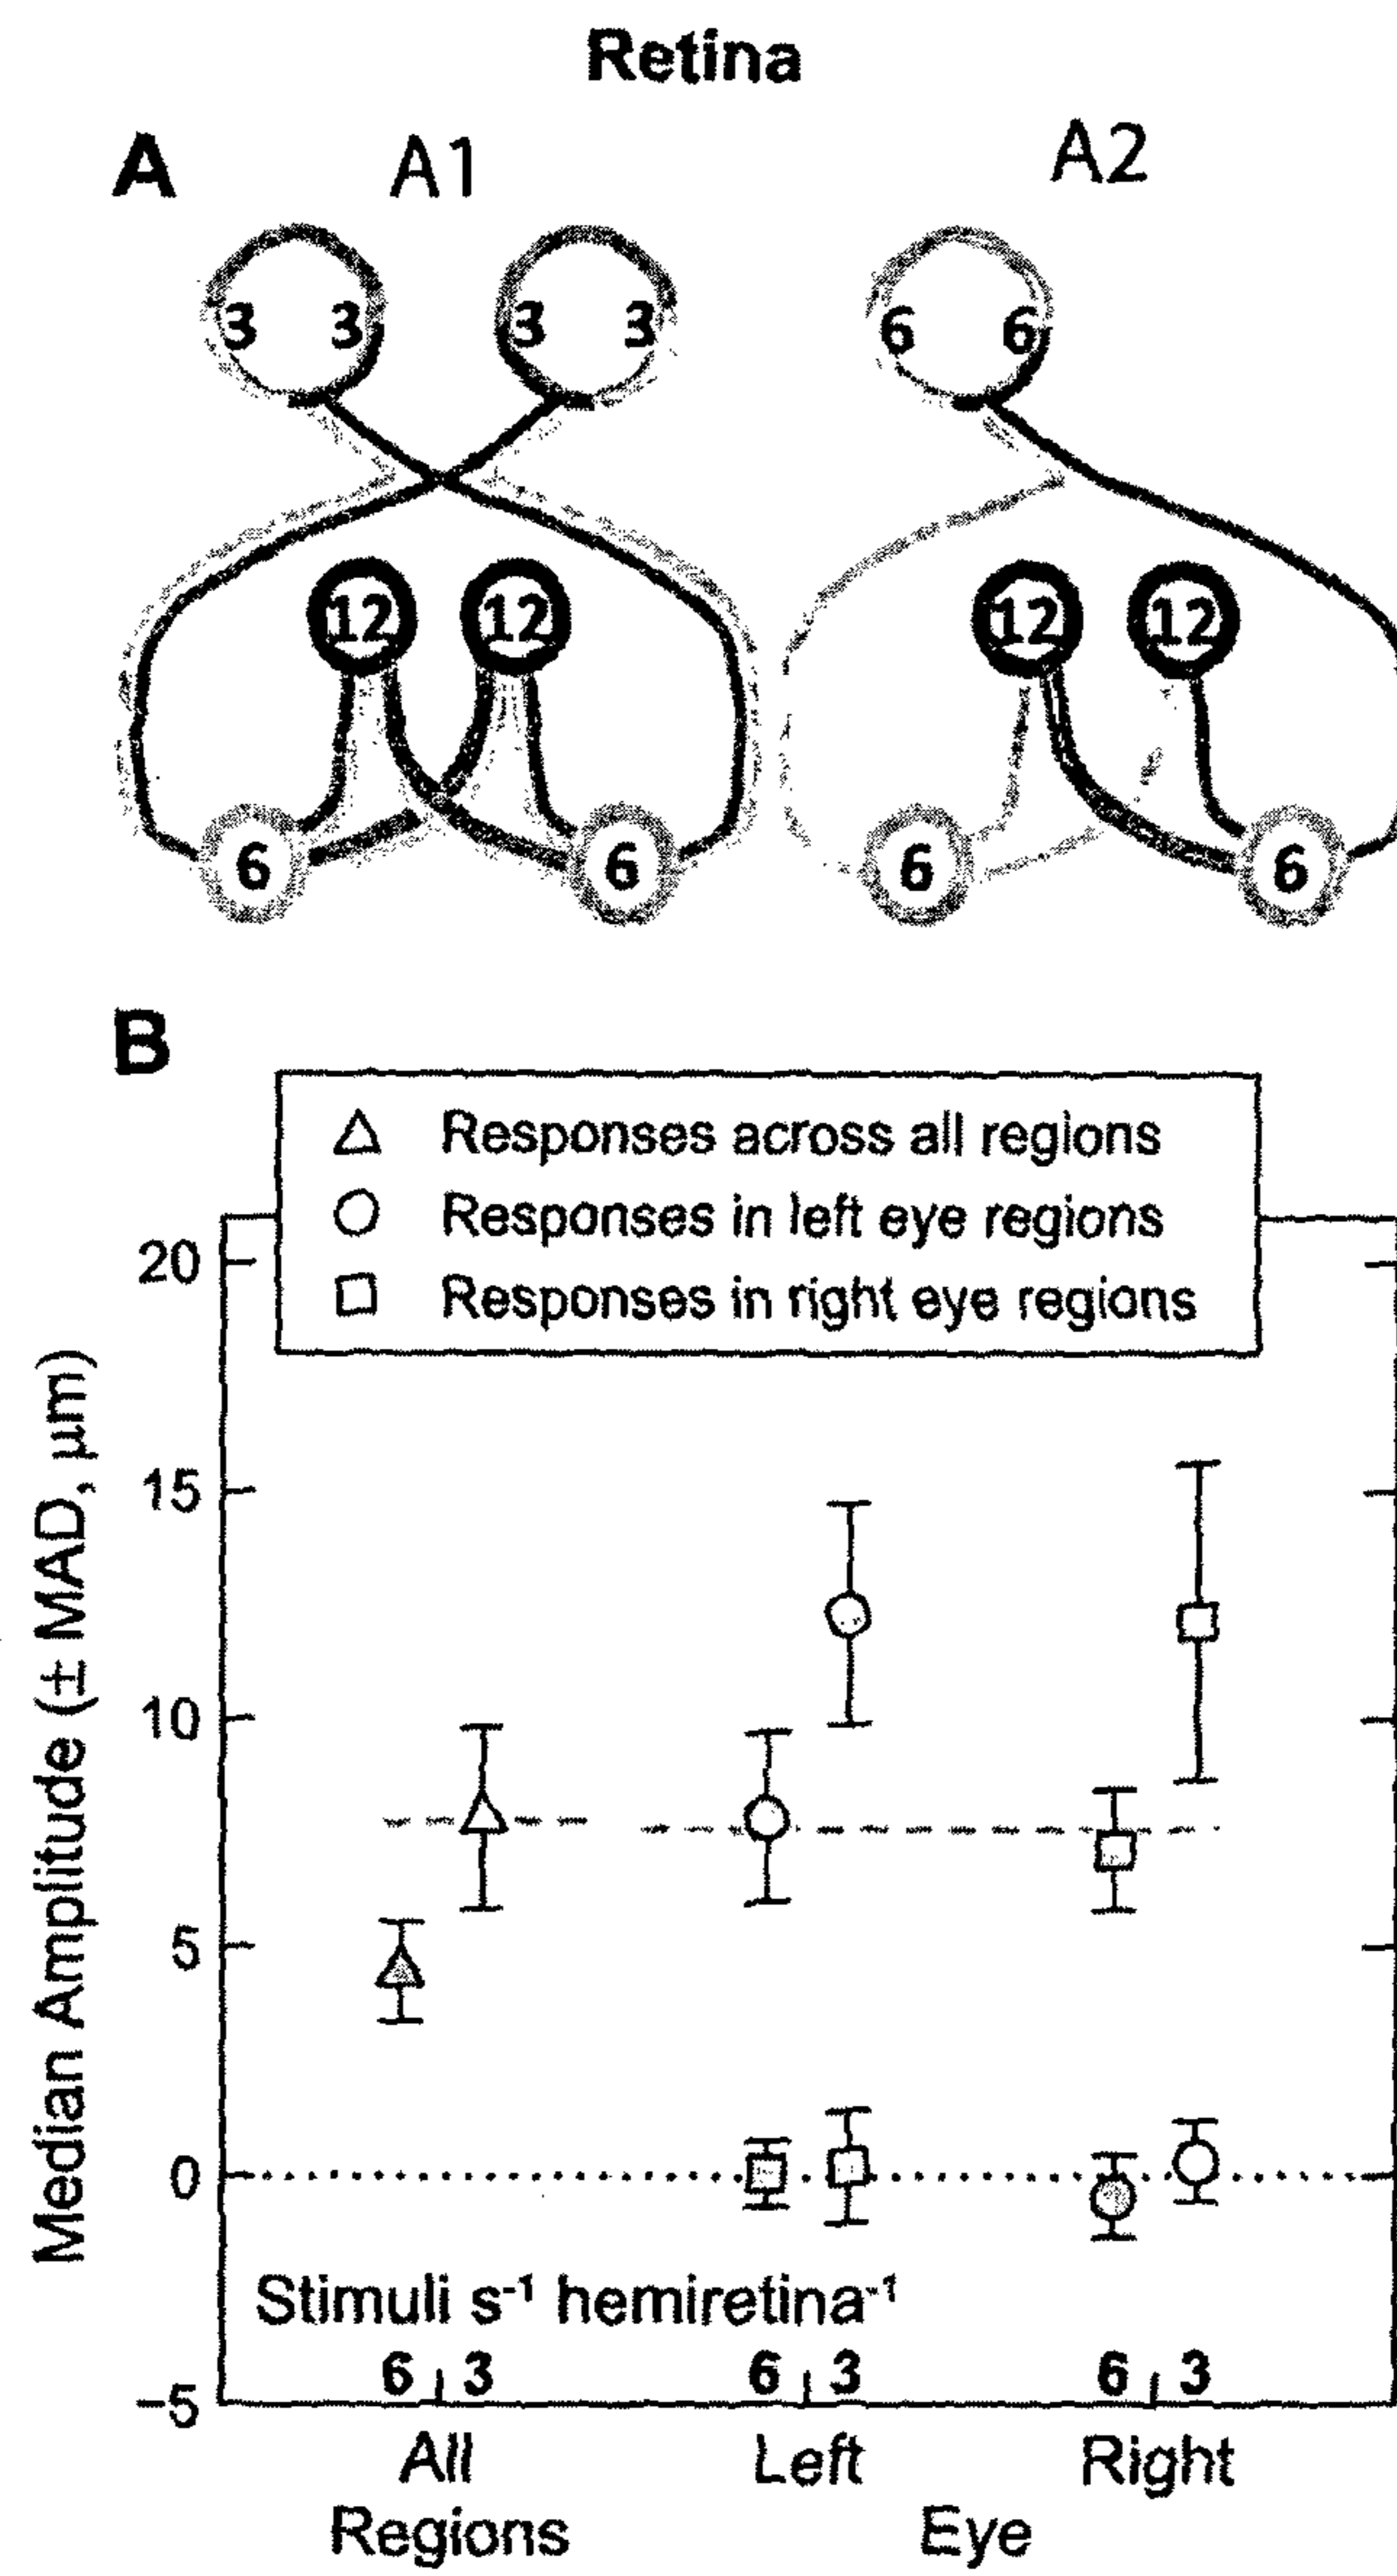 Retina
A A1 A2
3 3 3 3 6 6
12 12 12 12
6 6 6 6
B
Responses across all regions
Responses in left eye regions
Responses in right eye regions
20
15
10
5
0
−5
Median Amplitude (± MAD, µm)
Stimuli s⁻¹ hemiretina⁻¹
6 3 6 3 6 3
All Left Right
Regions Eye